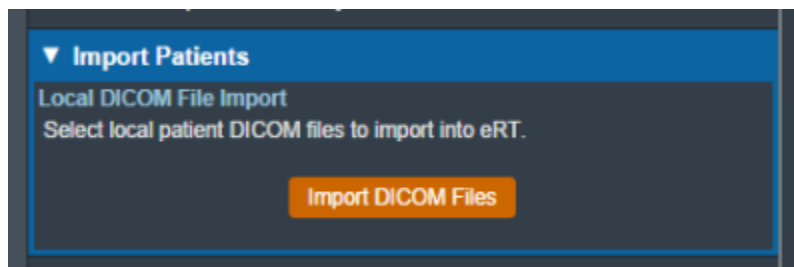 ▼ Import Patients
Local DICOM File Import
Select local patient DICOM files to import into eRT.
Import DICOM Files